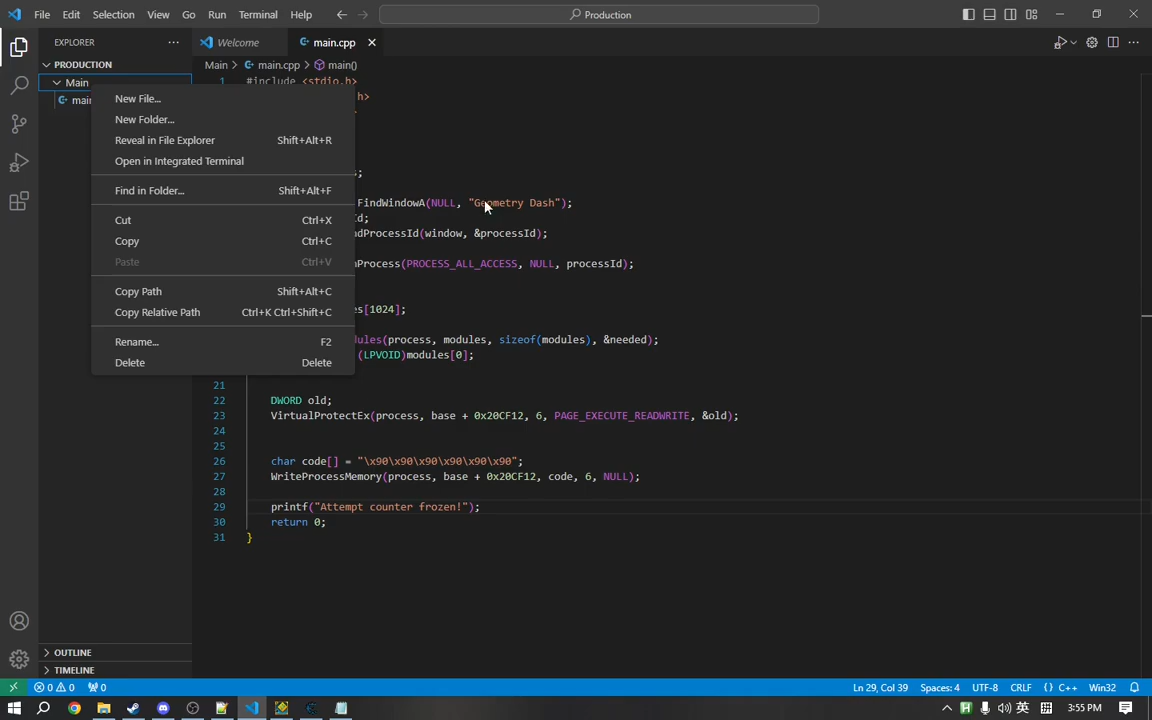 File Edit Selection View Go Run Terminal Help
Production
EXPLORER
Welcome
main.cpp
PRODUCTION
Main > main.cpp > main()
Main
1 #include <stdio.h>
mai
h>
New File...
New Folder...
Reveal in File Explorer Shift+Alt+R
Open in Integrated Terminal
;
Find in Folder... Shift+Alt+F
FindWindowA(NULL, "Geometry Dash");
d;
Cut Ctrl+X
dProcessId(window, &processId);
Copy Ctrl+C
Paste Ctrl+V
nProcess(PROCESS_ALL_ACCESS, NULL, processId);
Copy Path Shift+Alt+C
es[1024];
Copy Relative Path Ctrl+K Ctrl+Shift+C
Rename... F2
ules(process, modules, sizeof(modules), &needed);
(LPVOID)modules[0];
Delete Delete
21
22 DWORD old;
23 VirtualProtectEx(process, base + 0x20CF12, 6, PAGE_EXECUTE_READWRITE, &old);
24
25
26 char code[] = "\x90\x90\x90\x90\x90\x90";
27 WriteProcessMemory(process, base + 0x20CF12, code, 6, NULL);
28
29 printf("Attempt counter frozen!");
30 return 0;
31 }
OUTLINE
TIMELINE
0 0 0 Ln 29, Col 39 Spaces: 4 UTF-8 CRLF {} C++ Win32
英 3:55 PM